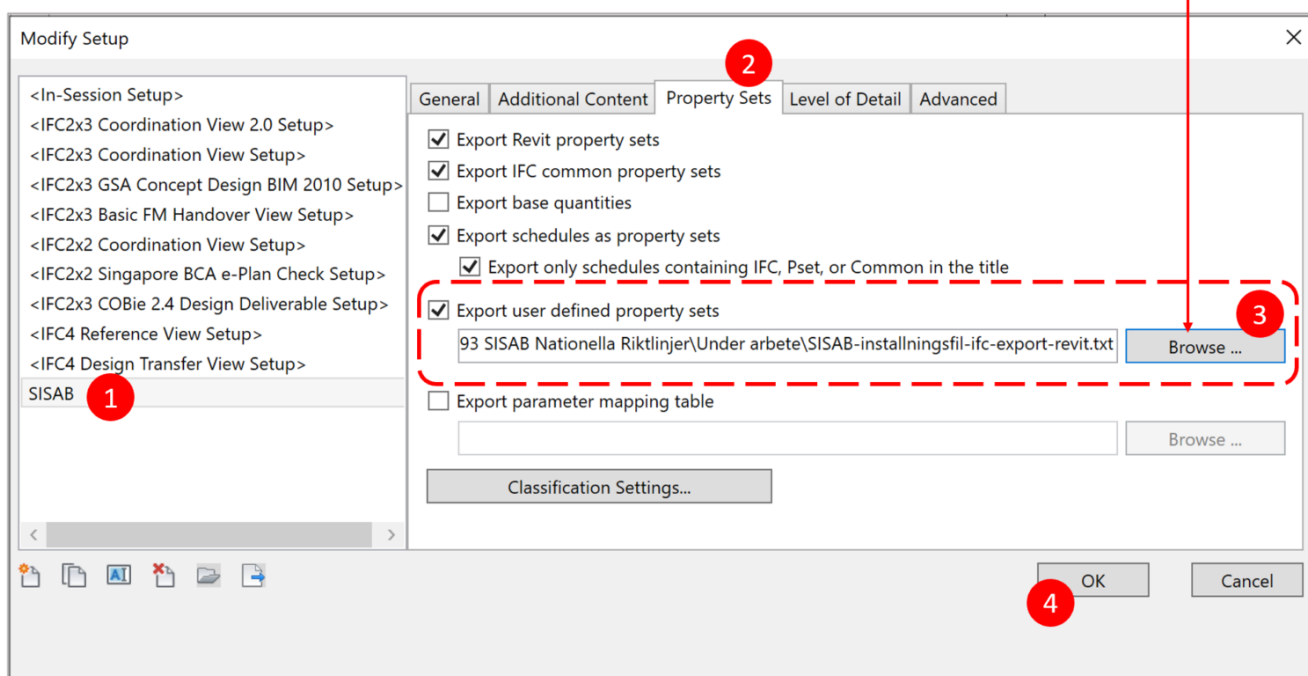 Modify Setup
<In-Session Setup>
<IFC2x3 Coordination View 2.0 Setup>
<IFC2x3 Coordination View Setup>
<IFC2x3 GSA Concept Design BIM 2010 Setup>
<IFC2x3 Basic FM Handover View Setup>
<IFC2x2 Coordination View Setup>
<IFC2x2 Singapore BCA e-Plan Check Setup>
<IFC2x3 COBie 2.4 Design Deliverable Setup>
<IFC4 Reference View Setup>
<IFC4 Design Transfer View Setup>
SISAB 1
2
General Additional Content Property Sets Level of Detail Advanced
Export Revit property sets
Export IFC common property sets
Export base quantities
Export schedules as property sets
Export only schedules containing IFC, Pset, or Common in the title
Export user defined property sets 3
93 SISAB Nationella Riktlinjer\Under arbete\SISAB-installningsfil-ifc-export-revit.txt Browse ...
Export parameter mapping table
Browse ...
Classification Settings...
AI
4 OK Cancel